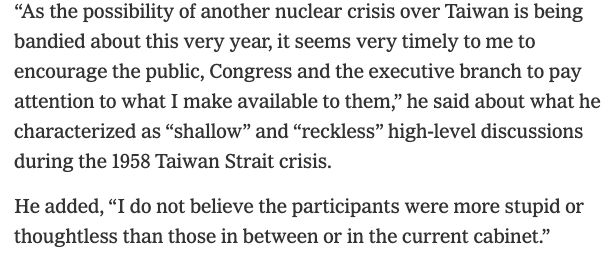 “As the possibility of another nuclear crisis over Taiwan is being
bandied about this very year, it seems very timely to me to
encourage the public, Congress and the executive branch to pay
attention to what I make available to them,” he said about what he
characterized as “shallow” and “reckless” high-level discussions
during the 1958 Taiwan Strait crisis.
He added, “I do not believe the participants were more stupid or
thoughtless than those in between or in the current cabinet.”